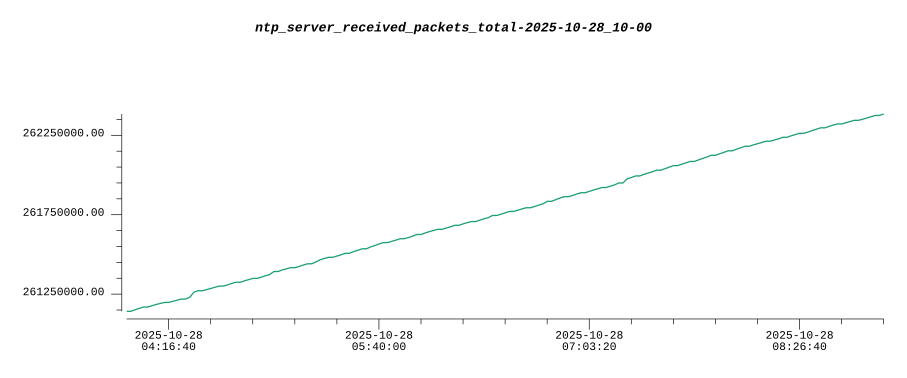 ntp_server_received_packets_total-2025-10-28_10-00
262250000.00
261750000.00
261250000.00
2025-10-28 2025-10-28 2025-10-28 2025-10-28
04:16:40 05:40:00 07:03:20 08:26:40